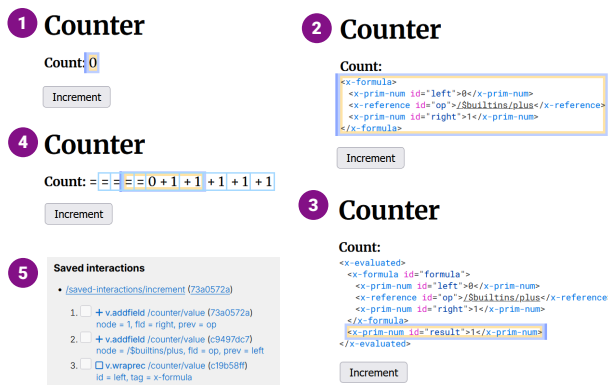 1 Counter
Count: 0
Increment
2 Counter
Count:
<x-formula>
<x-prim-num id="left">0</x-prim-num>
<x-reference id="op">/$builtins/plus</x-reference>
<x-prim-num id="right">1</x-prim-num>
</x-formula>
Increment
4 Counter
Count: = = = = = 0 + 1 + 1 + 1 + 1 + 1
Increment
3 Counter
Count:
<x-evaluated>
<x-formula id="formula">
<x-prim-num id="left">0</x-prim-num>
<x-reference id="op">/$builtins/plus</x-reference
<x-prim-num id="right">1</x-prim-num>
</x-formula>
<x-prim-num id="result">1</x-prim-num>
</x-evaluated>
Increment
5 Saved interactions
• /saved-interactions/increment (73a0572a)
1. + v.addfield /counter/value (73a0572a)
node = 1, fld = right, prev = op
2. + v.addfield /counter/value (c9497dc7)
node = /$builtins/plus, fld = op, prev = left
3. v.wraprec /counter/value (c19b58ff)
id = left, tag = x-formula